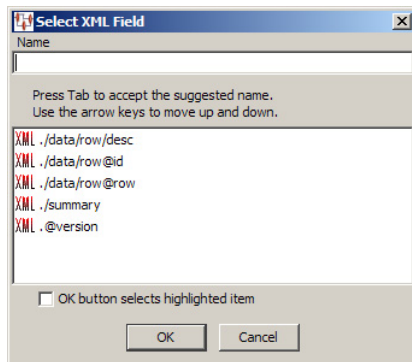 Select XML Field
Name
Press Tab to accept the suggested name.
Use the arrow keys to move up and down.
XML ./data/row/desc
XML ./data/row@id
XML ./data/row@row
XML ./summary
XML .@version
OK button selects highlighted item
OK Cancel